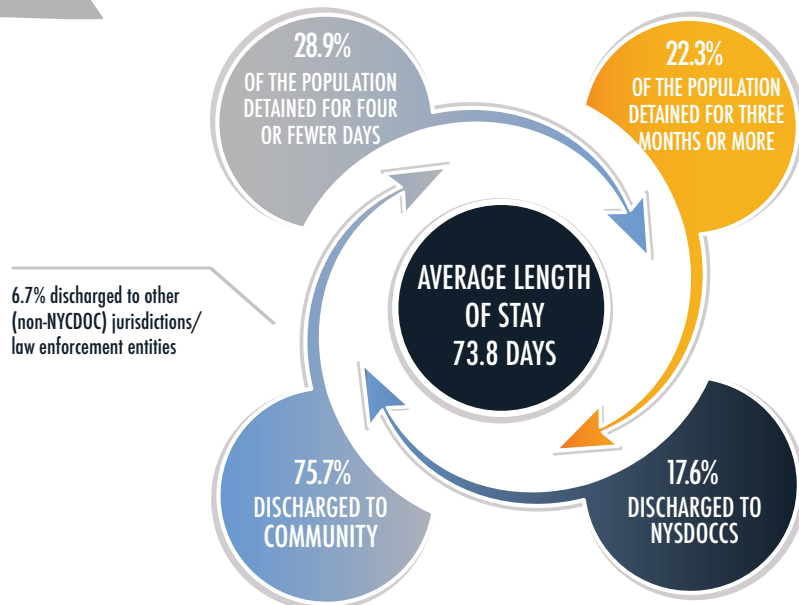 28.9%
OF THE POPULATION
DETAINED FOR FOUR
OR FEWER DAYS
22.3%
OF THE POPULATION
DETAINED FOR THREE
MONTHS OR MORE
AVERAGE LENGTH
OF STAY
73.8 DAYS
6.7% discharged to other
(non-NYCDOC) jurisdictions/
law enforcement entities
75.7%
DISCHARGED TO
COMMUNITY
17.6%
DISCHARGED TO
NYSDOCCS